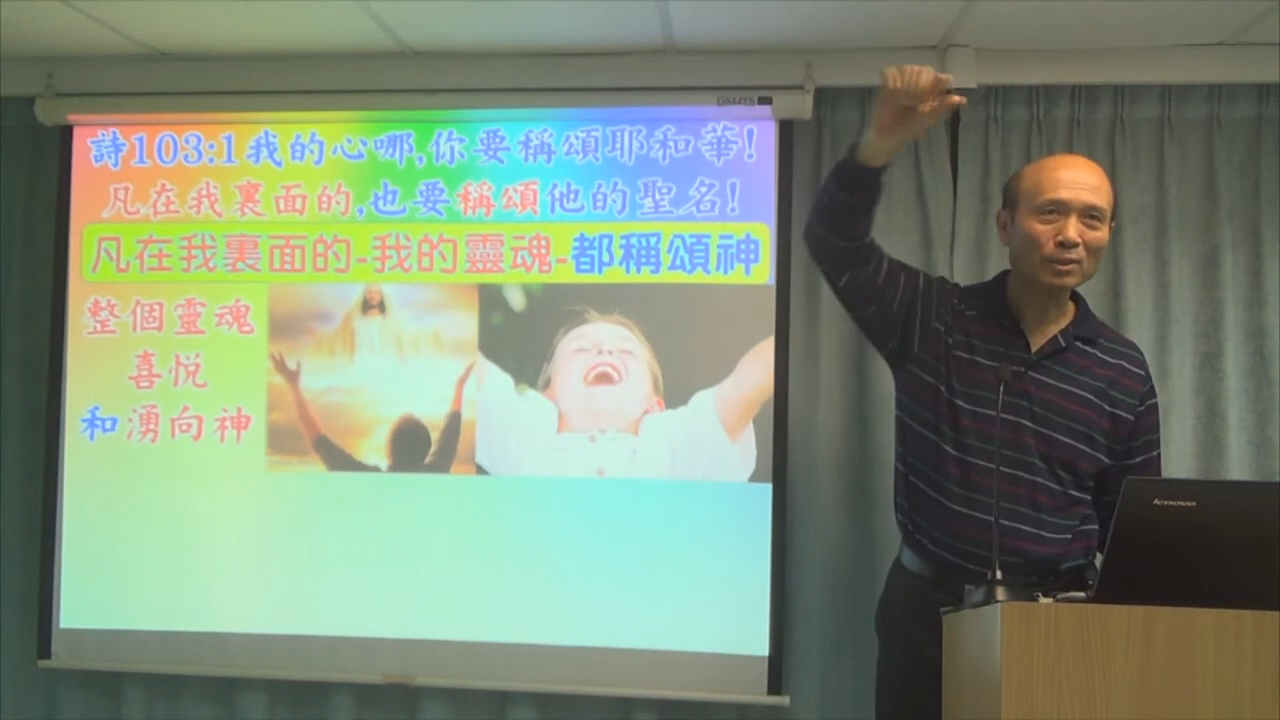 詩103:1我的心哪,你要稱頌耶和華!
凡在我裏面的,也要稱頌他的聖名!
凡在我裏面的-我的靈魂-都稱頌神
整個靈魂
喜悅
和湧向神
lenovo